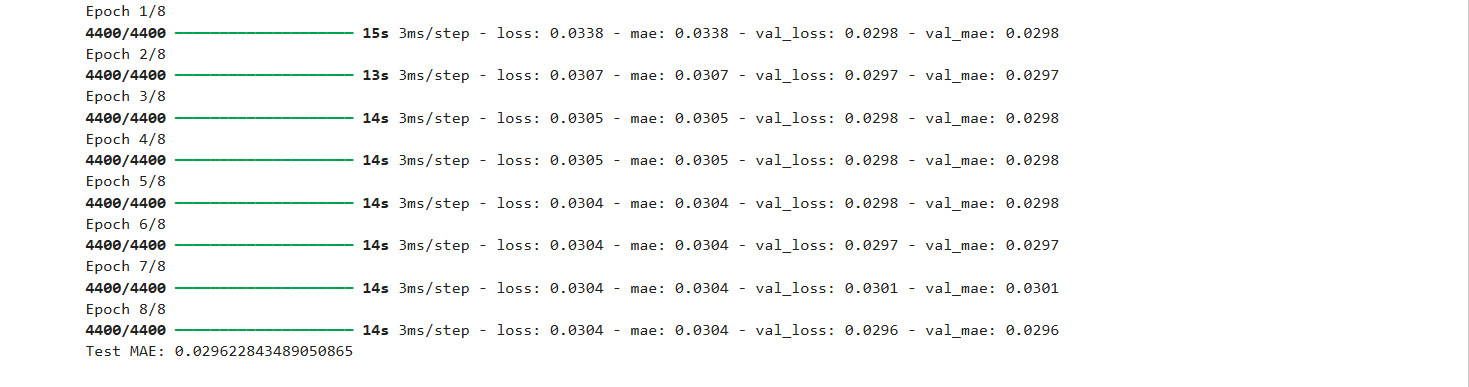 Epoch 1/8
4400/4400 ━━━━━━━━━━━━━━━━━━━━ 15s 3ms/step - loss: 0.0338 - mae: 0.0338 - val_loss: 0.0298 - val_mae: 0.0298
Epoch 2/8
4400/4400 ━━━━━━━━━━━━━━━━━━━━ 13s 3ms/step - loss: 0.0307 - mae: 0.0307 - val_loss: 0.0297 - val_mae: 0.0297
Epoch 3/8
4400/4400 ━━━━━━━━━━━━━━━━━━━━ 14s 3ms/step - loss: 0.0305 - mae: 0.0305 - val_loss: 0.0298 - val_mae: 0.0298
Epoch 4/8
4400/4400 ━━━━━━━━━━━━━━━━━━━━ 14s 3ms/step - loss: 0.0305 - mae: 0.0305 - val_loss: 0.0298 - val_mae: 0.0298
Epoch 5/8
4400/4400 ━━━━━━━━━━━━━━━━━━━━ 14s 3ms/step - loss: 0.0304 - mae: 0.0304 - val_loss: 0.0298 - val_mae: 0.0298
Epoch 6/8
4400/4400 ━━━━━━━━━━━━━━━━━━━━ 14s 3ms/step - loss: 0.0304 - mae: 0.0304 - val_loss: 0.0297 - val_mae: 0.0297
Epoch 7/8
4400/4400 ━━━━━━━━━━━━━━━━━━━━ 14s 3ms/step - loss: 0.0304 - mae: 0.0304 - val_loss: 0.0301 - val_mae: 0.0301
Epoch 8/8
4400/4400 ━━━━━━━━━━━━━━━━━━━━ 14s 3ms/step - loss: 0.0304 - mae: 0.0304 - val_loss: 0.0296 - val_mae: 0.0296
Test MAE: 0.029622843489050865